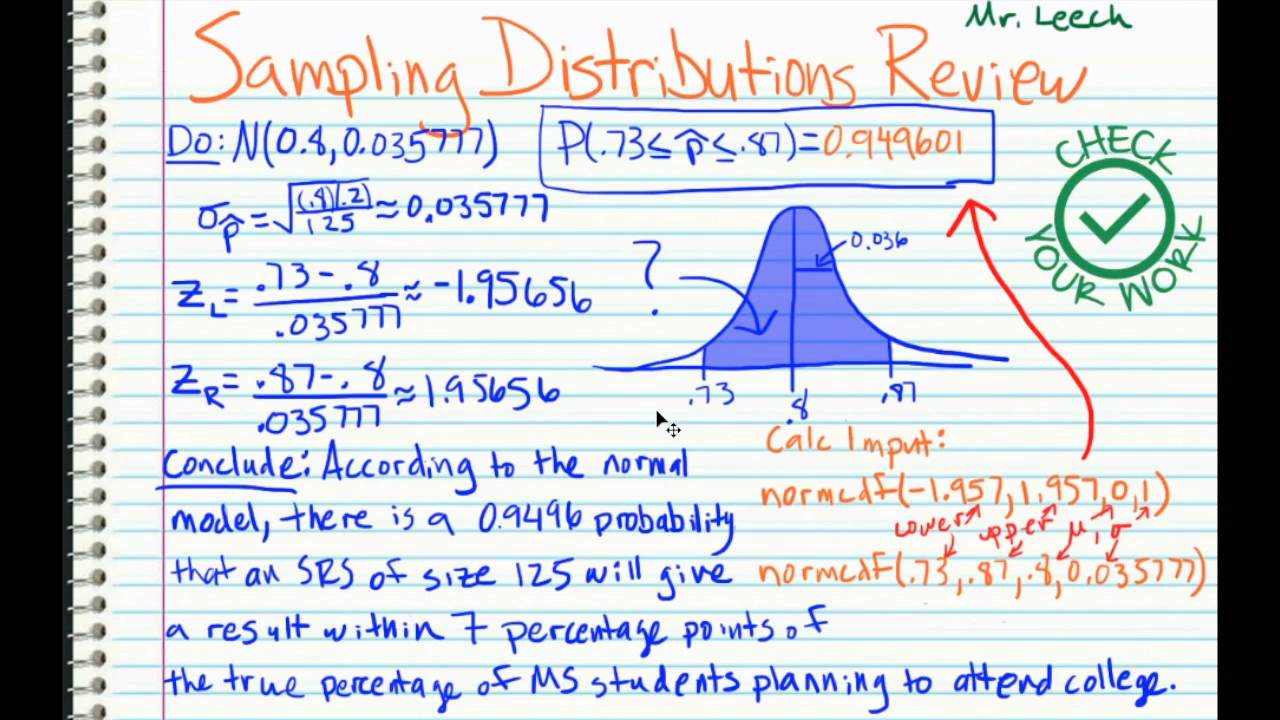 Mr. Leech
Sampling Distributions Review
Do: N(0.8, 0.035777)
P(.73≤p̂≤.87)=0.949601
σp̂ = √(.8)(.2)/125 ≈ 0.035777
CHECK
YOUR WORK
0.036
?
ZL = .73-.8/.035777 ≈ -1.95656
ZR = .87-.8/.035777 ≈ 1.95656
.73
.8
.87
Calc Input:
normcdf(-1.957, 1.957, 0, 1)
lower upper μ, σ
normcdf(.73, .87, .8, 0.035777)
Conclude: According to the normal
model, there is a 0.9496 probability
that an SRS of size 125 will give
a result within 7 percentage points of
the true percentage of MS students planning to attend college.